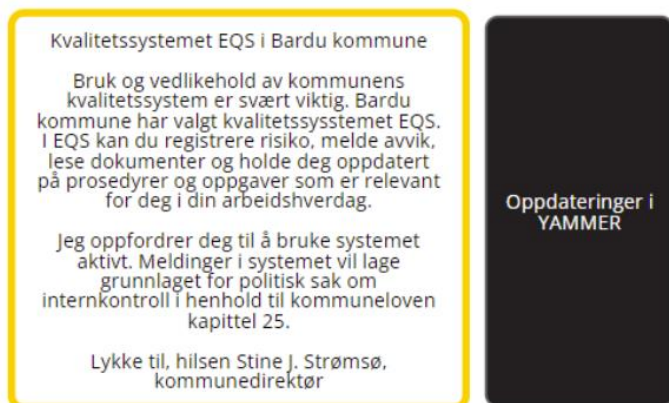 Kvalitetssystemet EQS i Bardu kommune
Bruk og vedlikehold av kommunens
kvalitetssystem er svært viktig. Bardu
kommune har valgt kvalitetssysstemet EQS.
I EQS kan du registrere risiko, melde avvik,
lese dokumenter og holde deg oppdatert
på prosedyrer og oppgaver som er relevant
for deg i din arbeidshverdag.
Jeg oppfordrer deg til å bruke systemet
aktivt. Meldinger i systemet vil lage
grunnlaget for politisk sak om
internkontroll i henhold til kommuneloven
kapittel 25.
Lykke til, hilsen Stine J. Strømsø,
kommunedirektør
Oppdateringer i
YAMMER